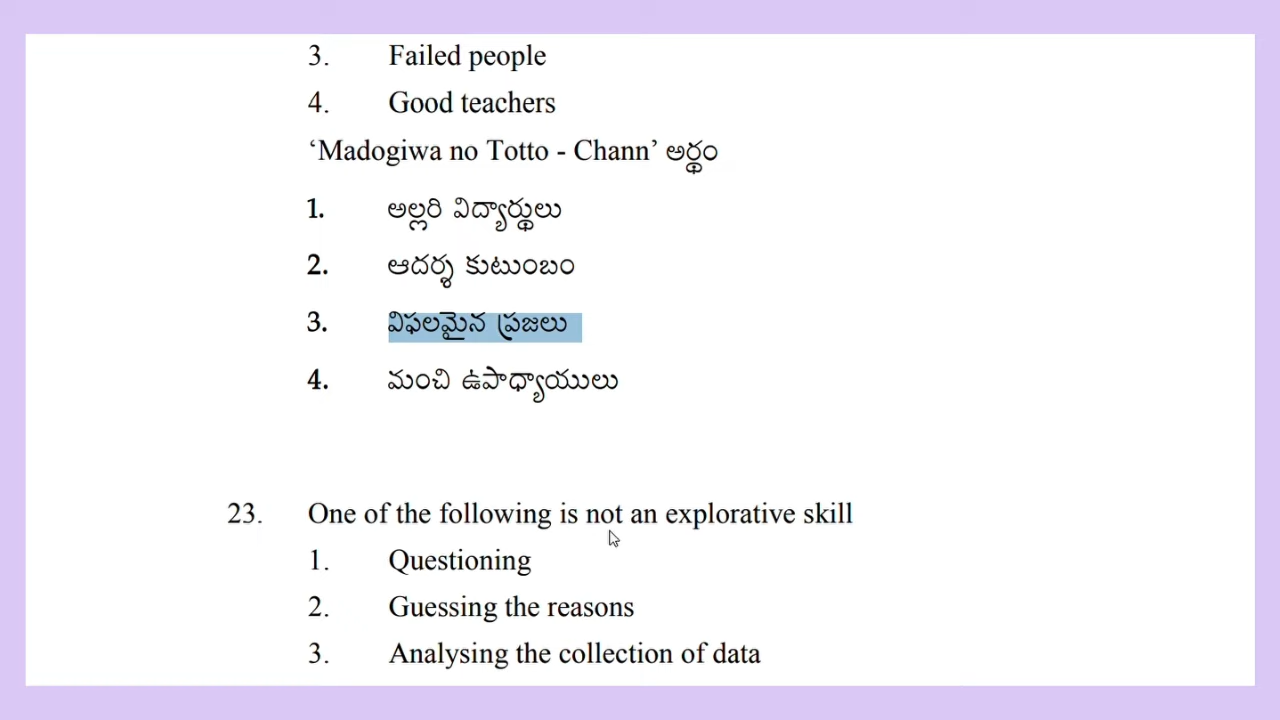 3. Failed people
4. Good teachers
‘Madogiwa no Totto - Chann’ అర్థం
1. అల్లరి విద్యార్థులు
2. ఆదర్శ కుటుంబం
3. విఫలమైన ప్రజలు
4. మంచి ఉపాధ్యాయులు
23. One of the following is not an explorative skill
1. Questioning
2. Guessing the reasons
3. Analysing the collection of data